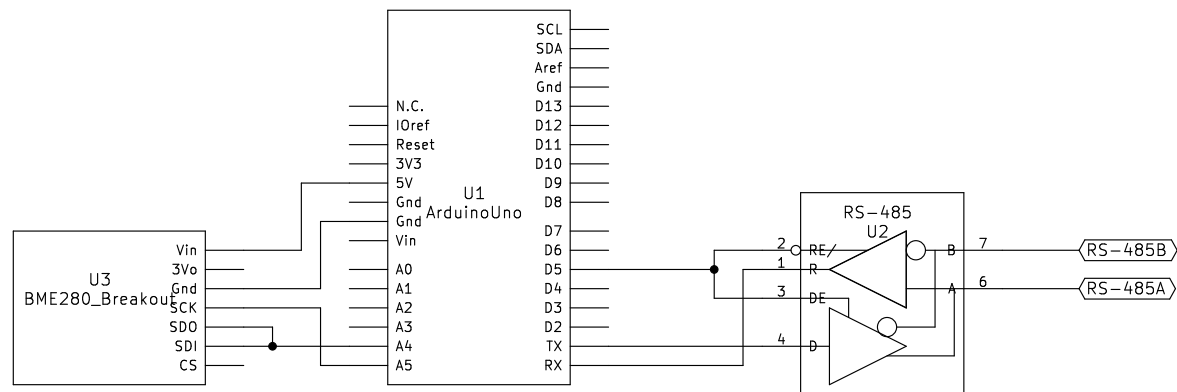 SCL
SDA
Aref
Gnd
N.C.
D13
IOref
D12
Reset
D11
3V3
D10
5V
D9
Gnd
D8
Gnd
Vin
D7
D6
A0
D5
A1
D4
A2
D3
A3
D2
A4
TX
A5
RX
U1
ArduinoUno
U3
BME280_Breakout
Vin
3Vo
Gnd
SCK
SDO
SDI
CS
RS-485
U2
2 RE/
1 R
3 DE
4 D
B 7
A 6
RS-485B
RS-485A